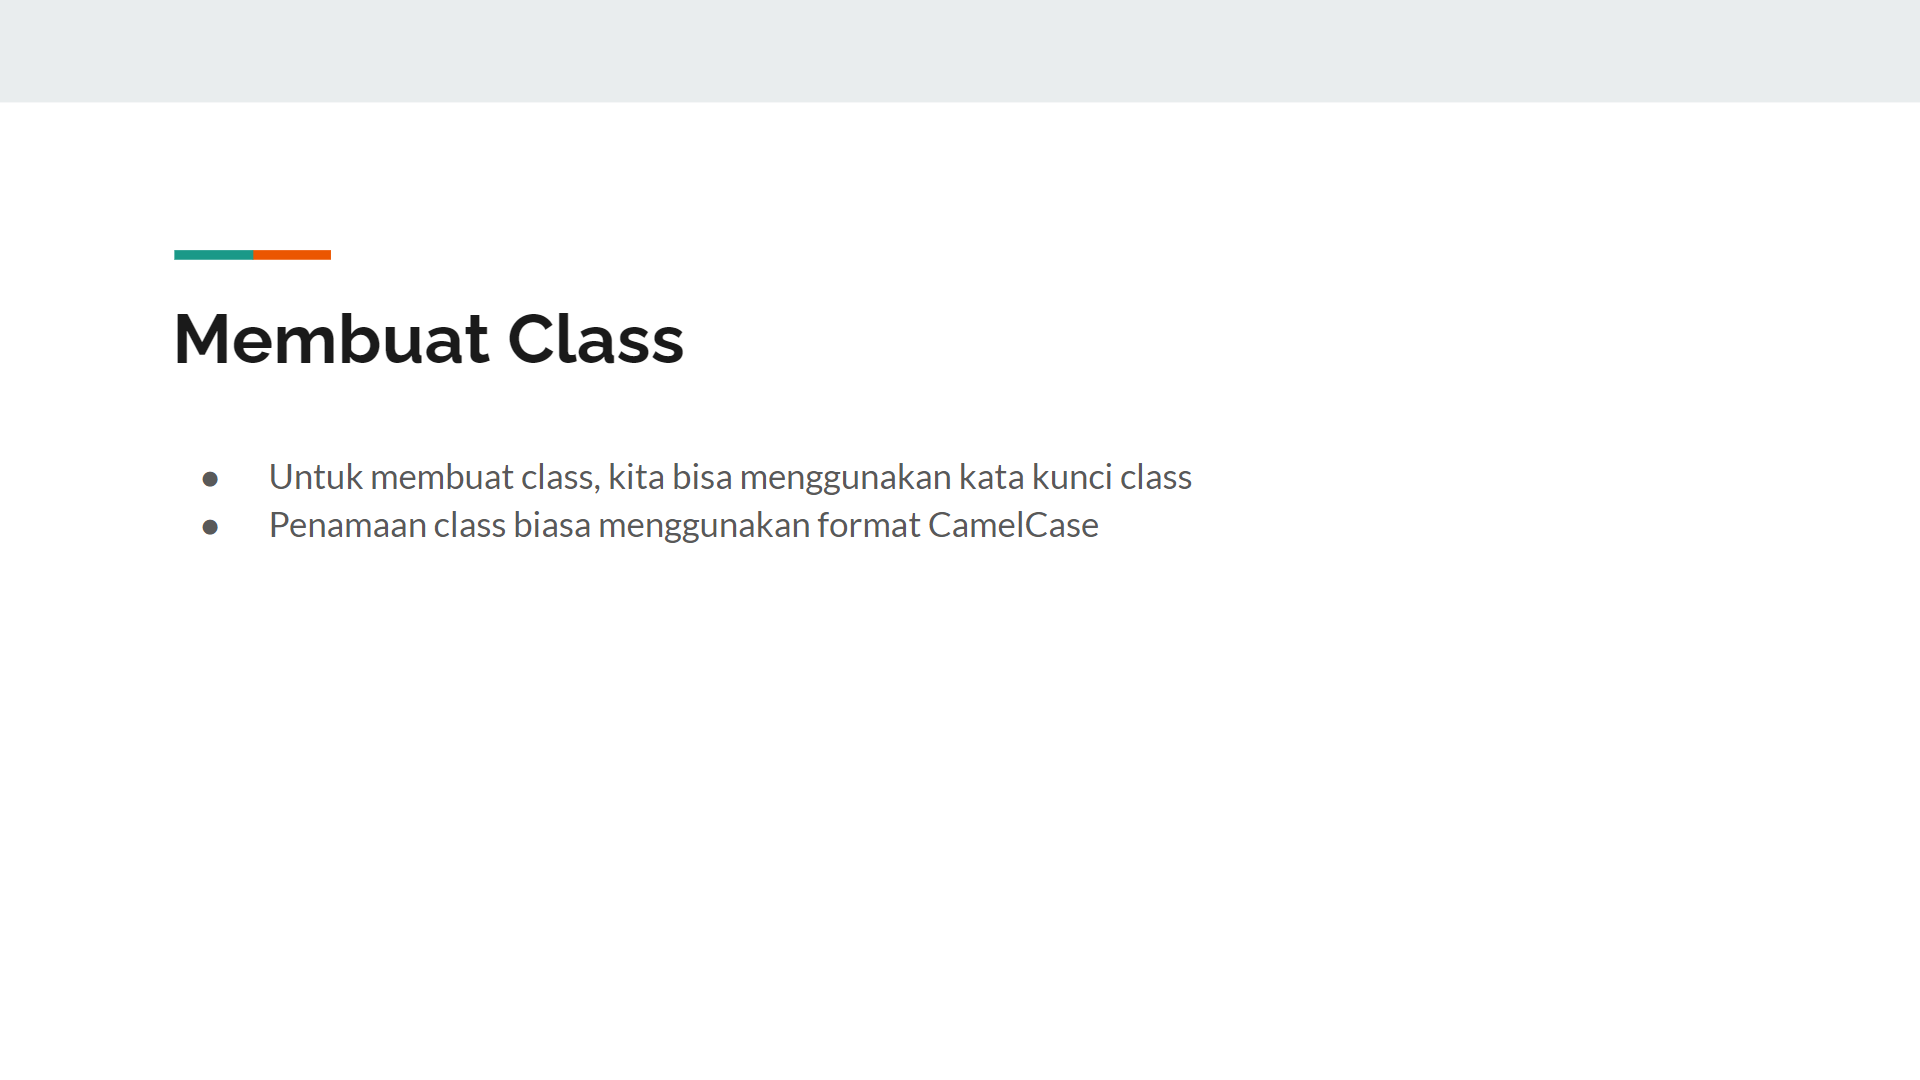 Membuat Class
● Untuk membuat class, kita bisa menggunakan kata kunci class
● Penamaan class biasa menggunakan format CamelCase